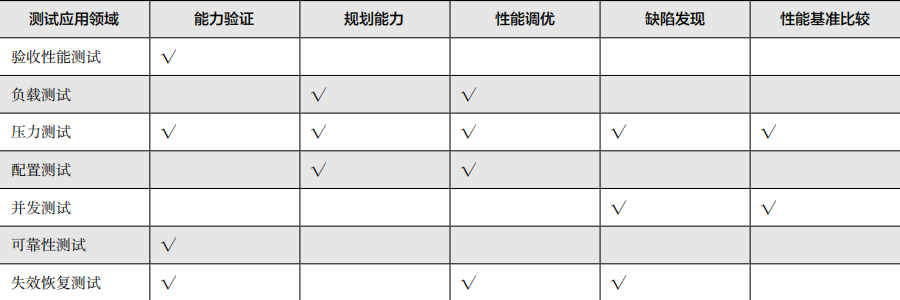 测试应用领域 能力验证 规划能力 性能调优 缺陷发现 性能基准比较
验收性能测试 √
负载测试 √ √
压力测试 √ √ √ √ √
配置测试 √ √
并发测试 √ √
可靠性测试 √
失效恢复测试 √ √ √